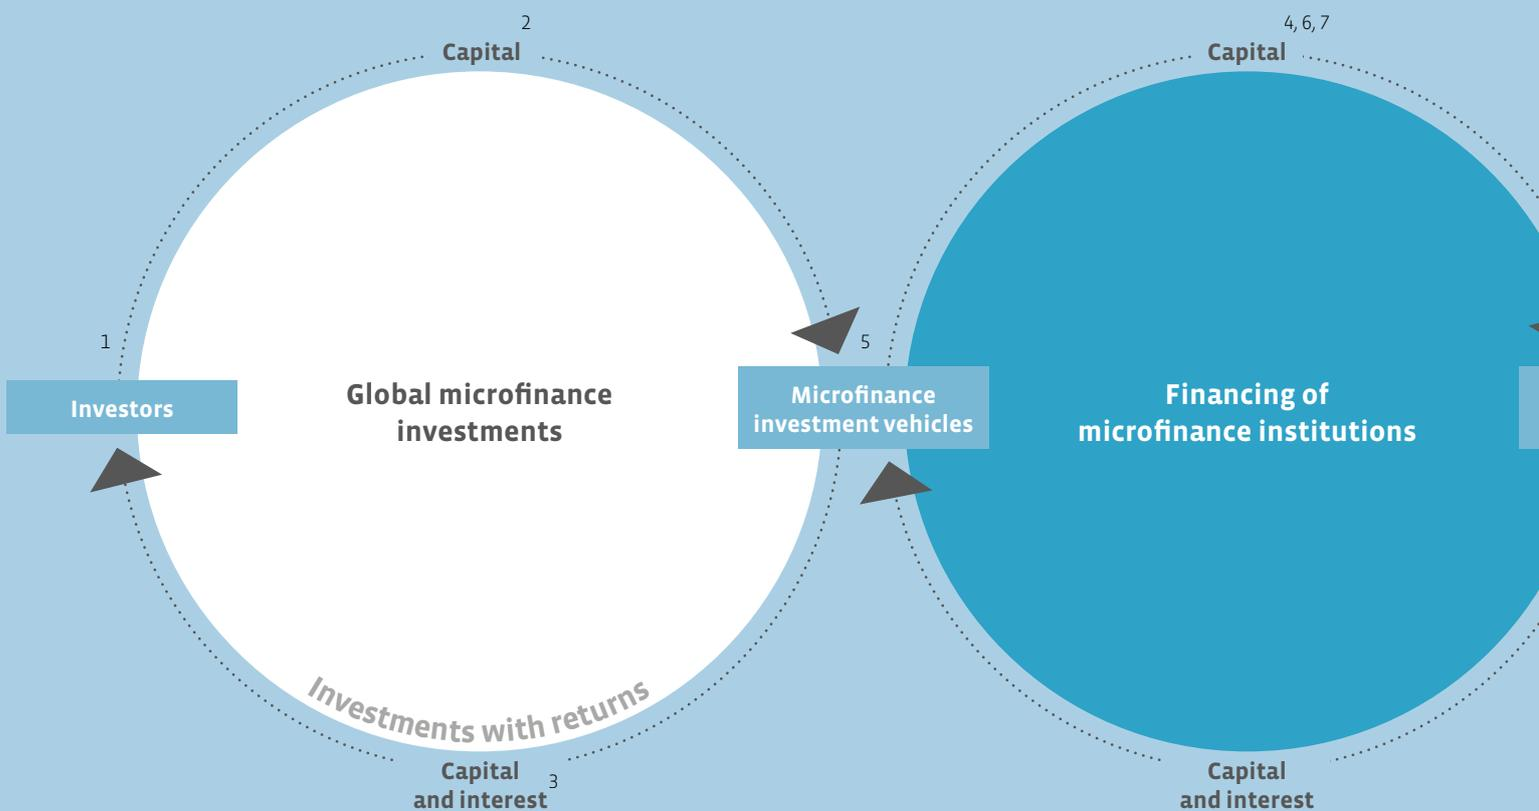 2
Capital
4, 6, 7
Capital
1
Investors
Global microfinance
investments
5
Microfinance
investment vehicles
Financing of
microfinance institutions
Investments with returns
Capital
and interest
3
Capital
and interest